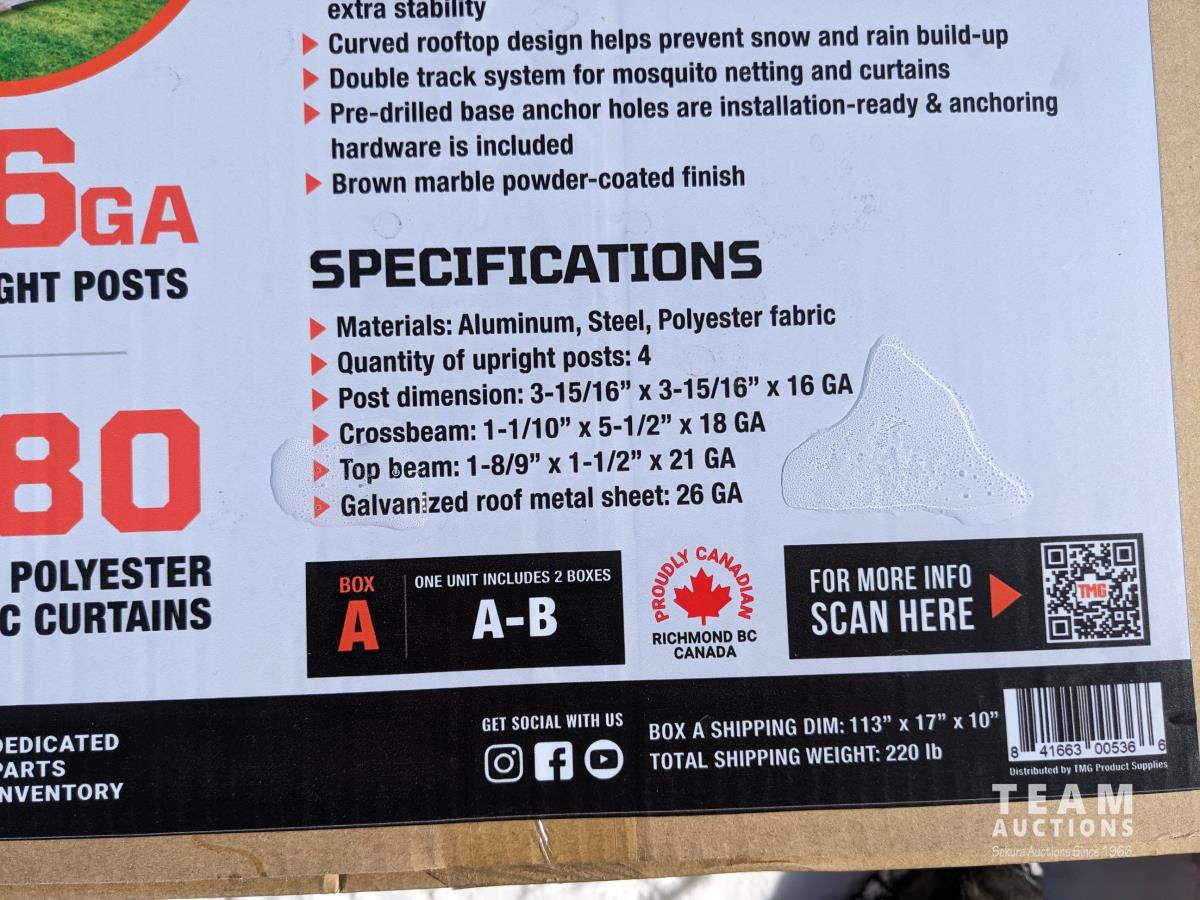 extra stability
Curved rooftop design helps prevent snow and rain build-up
Double track system for mosquito netting and curtains
Pre-drilled base anchor holes are installation-ready & anchoring
hardware is included
Brown marble powder-coated finish
6GA
GHT POSTS
80
POLYESTER
C CURTAINS
SPECIFICATIONS
Materials: Aluminum, Steel, Polyester fabric
Quantity of upright posts: 4
Post dimension: 3-15/16” x 3-15/16” x 16 GA
Crossbeam: 1-1/10” x 5-1/2” x 18 GA
Top beam: 1-8/9” x 1-1/2” x 21 GA
Galvanized roof metal sheet: 26 GA
BOX
A
ONE UNIT INCLUDES 2 BOXES
A-B
PROUDLY CANADIAN
RICHMOND BC
CANADA
FOR MORE INFO
SCAN HERE
TMG
DEDICATED
PARTS
INVENTORY
GET SOCIAL WITH US
BOX A SHIPPING DIM: 113” x 17” x 10”
TOTAL SHIPPING WEIGHT: 220 lb
8 41663 00536 6
Distributed by TMG Product Supplies
TEAM
AUCTIONS
Sakura Auctions Since 1966